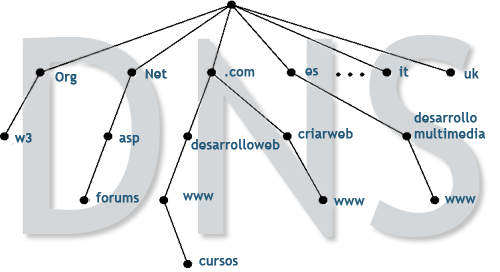 DNS
Org
Net
.com
es
...
it
uk
w3
asp
desarrolloweb
criarweb
desarrollo
multimedia
forums
www
www
www
cursos